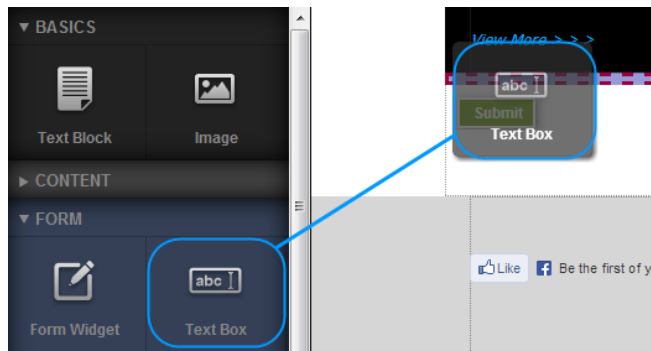 BASICS
Text Block
Image
CONTENT
FORM
abc
Form Widget
Text Box
View More > > >
abc
Submit
Text Box
Like
Be the first of y